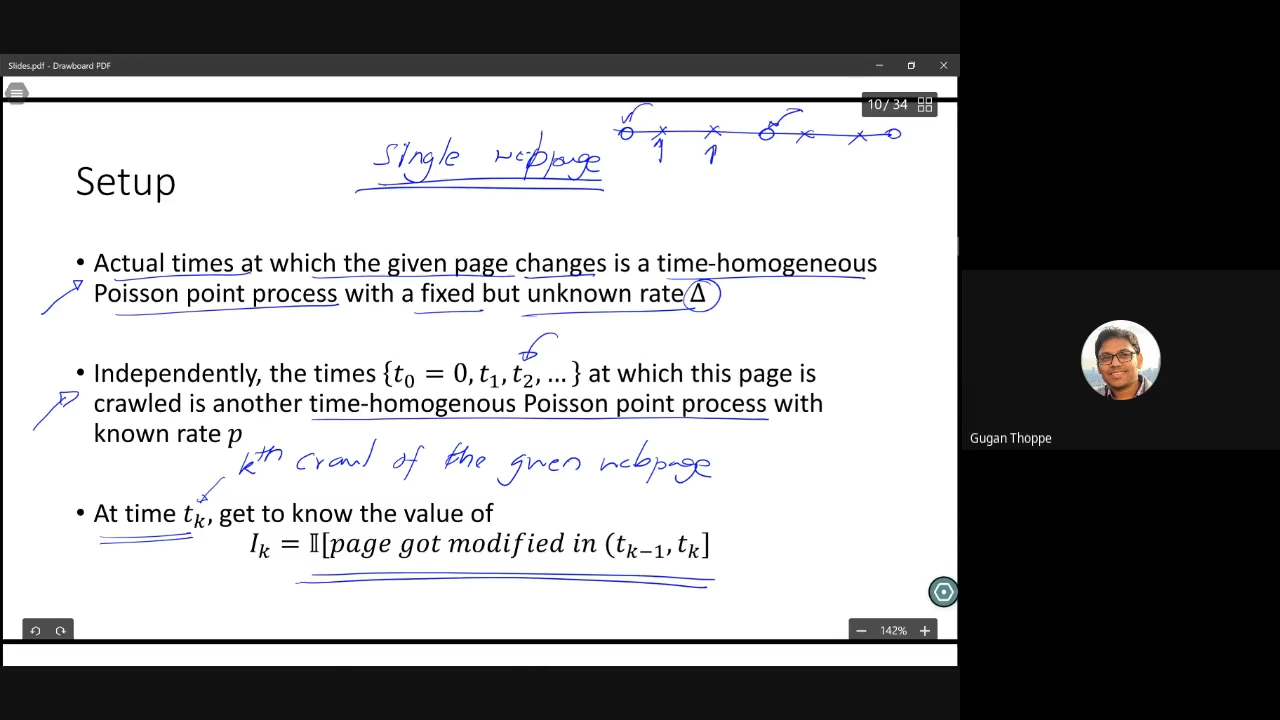 Slides.pdf - Drawboard PDF
10 / 34
single webpage
Setup
• Actual times at which the given page changes is a time-homogeneous
Poisson point process with a fixed but unknown rate Δ
• Independently, the times {t₀ = 0, t₁, t₂, … } at which this page is
crawled is another time-homogenous Poisson point process with
known rate p
kth crawl of the given webpage
• At time tₖ, get to know the value of
Iₖ = 𝕀[page got modified in (tₖ₋₁, tₖ]
142%
Gugan Thoppe